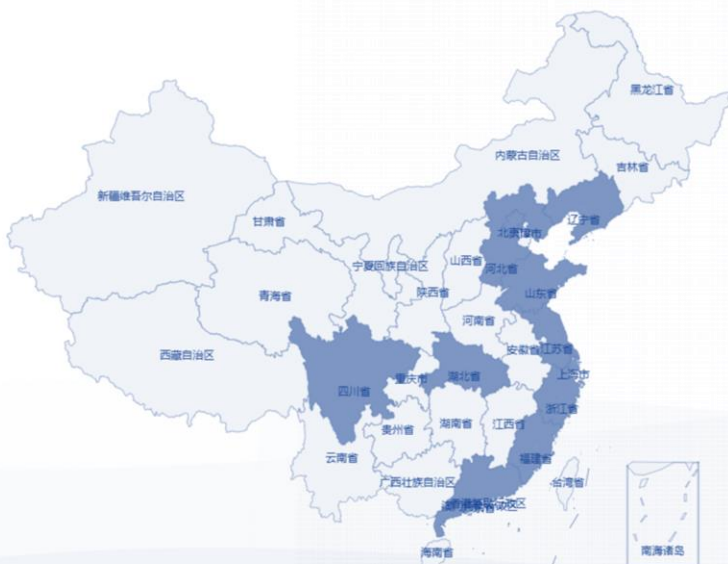 黑龙江省
内蒙古自治区
吉林省
新疆维吾尔自治区
辽宁省
甘肃省
北京市
天津市
山西省
宁夏回族自治区
河北省
陕西省
青海省
山东省
河南省
安徽省
江苏省
西藏自治区
上海市
重庆市
湖北省
四川省
浙江省
湖南省
江西省
贵州省
云南省
福建省
广西壮族自治区
台湾省
海南省
南海诸岛